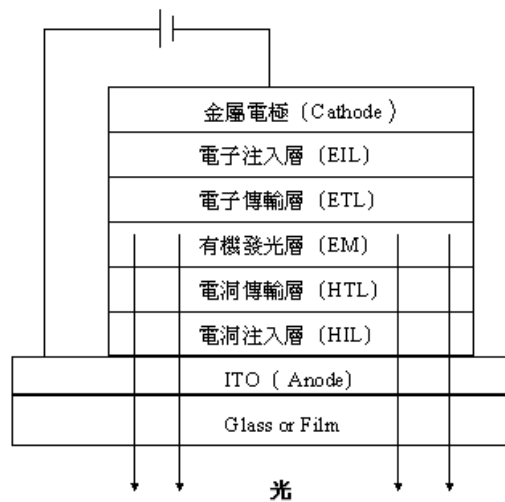 金屬電極 (Cathode )
電子注入層 (EIL)
電子傳輸層 (ETL)
有機發光層 (EM)
電洞傳輸層 (HTL)
電洞注入層 (HIL)
ITO ( Anode)
Glass or Film
光